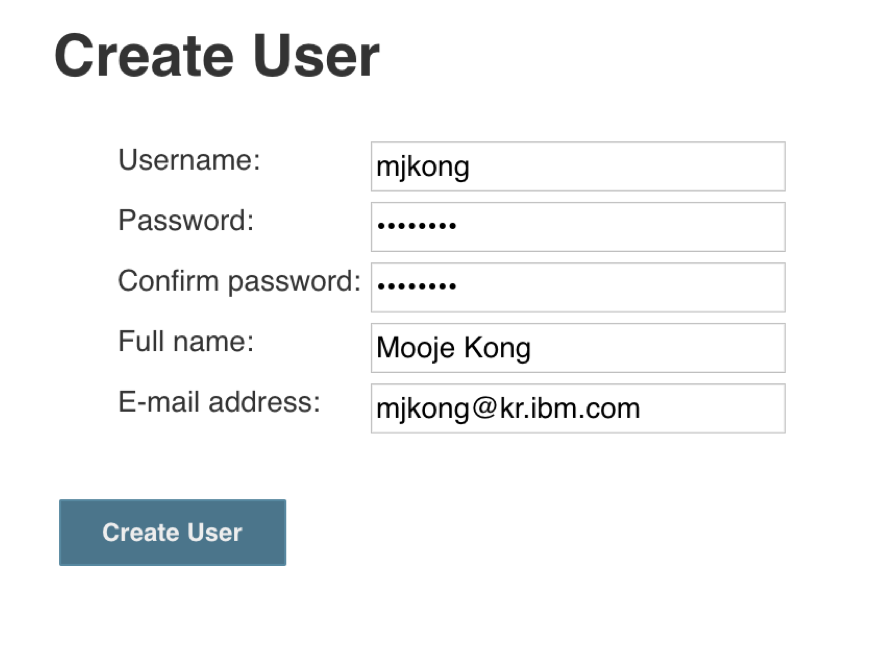 Create User
Username: mjkong
Password: ••••••••
Confirm password: ••••••••
Full name: Mooje Kong
E-mail address: mjkong@kr.ibm.com
Create User